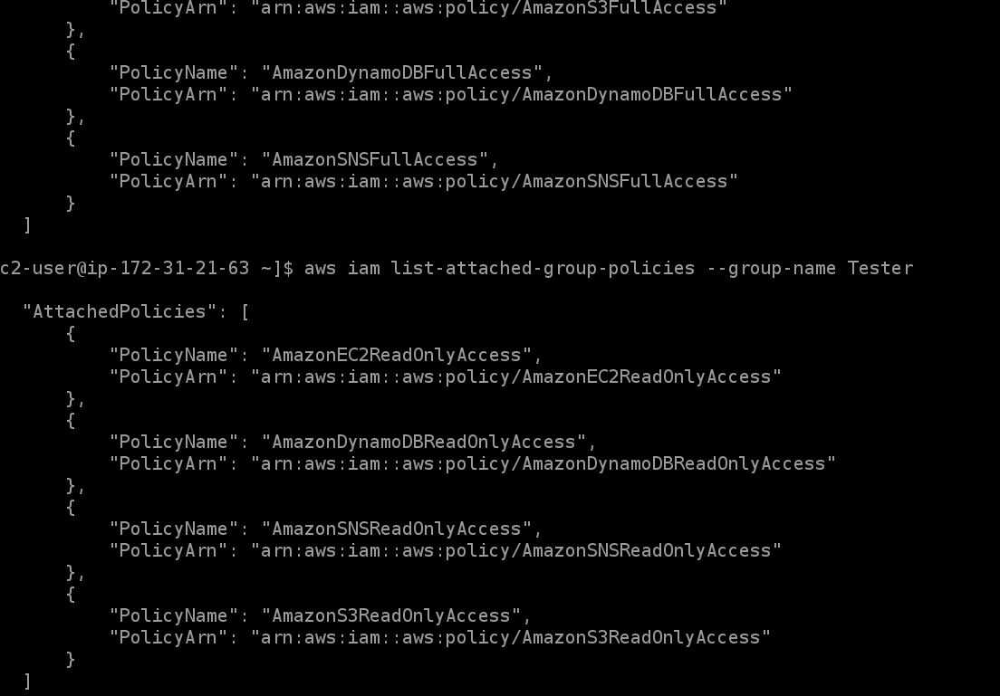 "PolicyArn": "arn:aws:iam::aws:policy/AmazonS3FullAccess"
        },
        {
            "PolicyName": "AmazonDynamoDBFullAccess",
            "PolicyArn": "arn:aws:iam::aws:policy/AmazonDynamoDBFullAccess"
        },
        {
            "PolicyName": "AmazonSNSFullAccess",
            "PolicyArn": "arn:aws:iam::aws:policy/AmazonSNSFullAccess"
        }
    ]
c2-user@ip-172-31-21-63 ~]$ aws iam list-attached-group-policies --group-name Tester
    "AttachedPolicies": [
        {
            "PolicyName": "AmazonEC2ReadOnlyAccess",
            "PolicyArn": "arn:aws:iam::aws:policy/AmazonEC2ReadOnlyAccess"
        },
        {
            "PolicyName": "AmazonDynamoDBReadOnlyAccess",
            "PolicyArn": "arn:aws:iam::aws:policy/AmazonDynamoDBReadOnlyAccess"
        },
        {
            "PolicyName": "AmazonSNSReadOnlyAccess",
            "PolicyArn": "arn:aws:iam::aws:policy/AmazonSNSReadOnlyAccess"
        },
        {
            "PolicyName": "AmazonS3ReadOnlyAccess",
            "PolicyArn": "arn:aws:iam::aws:policy/AmazonS3ReadOnlyAccess"
        }
    ]